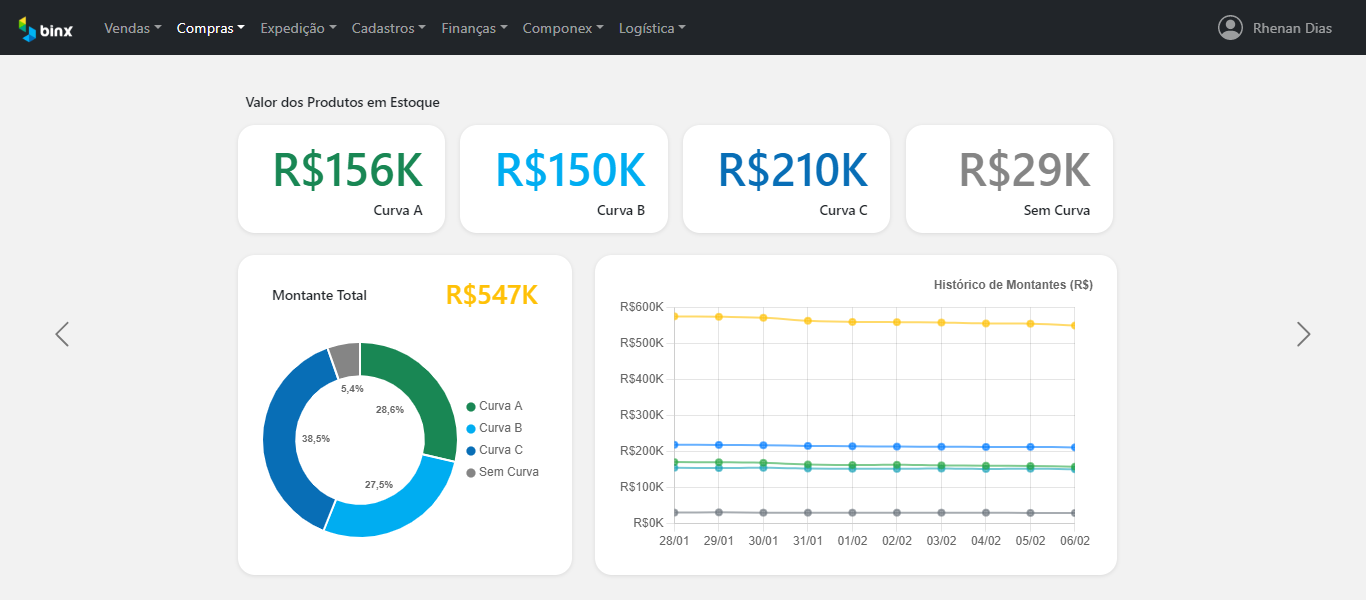 binx Vendas Compras Expedição Cadastros Finanças Componex Logística Rhenan Dias
Valor dos Produtos em Estoque
R$156K R$150K R$210K R$29K
Curva A Curva B Curva C Sem Curva
Montante Total R$547K
5,4%
28,6%
38,5%
27,5%
Curva A
Curva B
Curva C
Sem Curva
Histórico de Montantes (R$)
R$600K
R$500K
R$400K
R$300K
R$200K
R$100K
R$0K
28/01 29/01 30/01 31/01 01/02 02/02 03/02 04/02 05/02 06/02